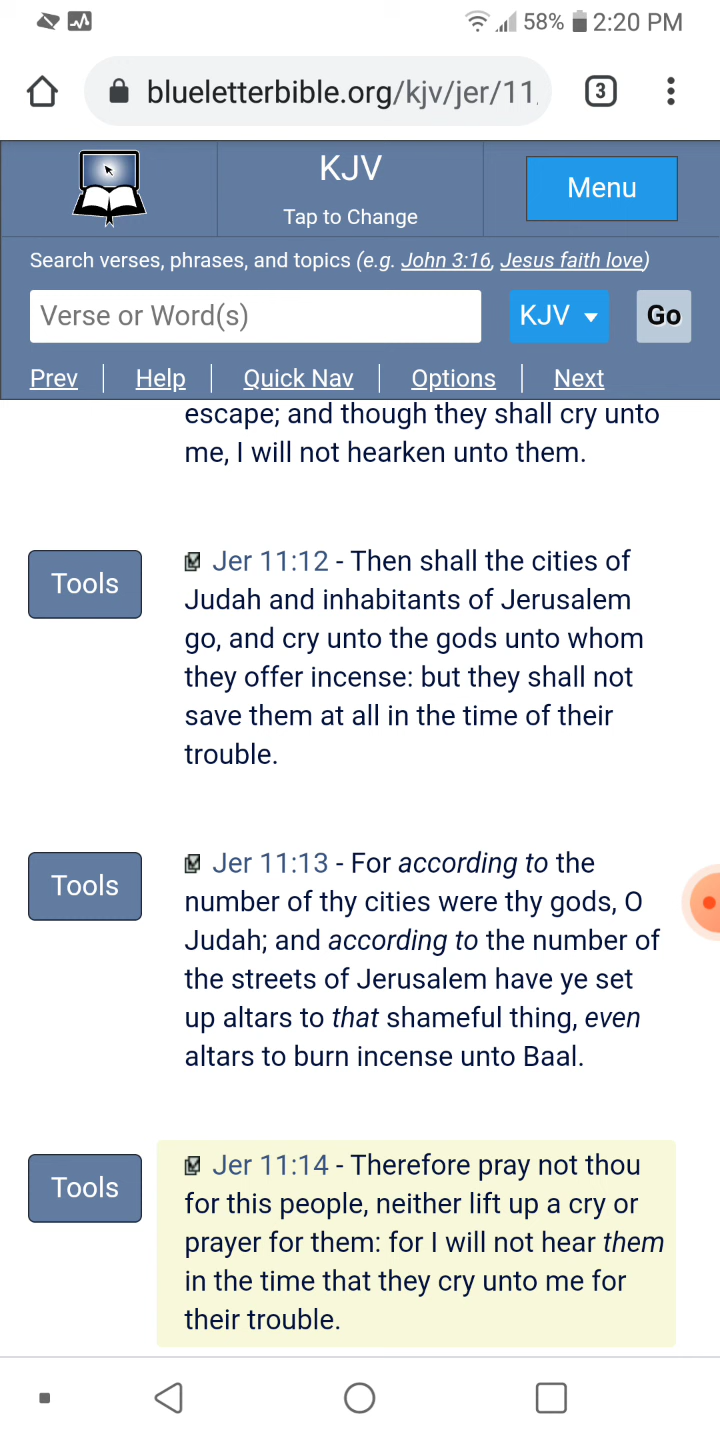 58% 2:20 PM
blueletterbible.org/kjv/jer/11
3
KJV
Tap to Change
Menu
Search verses, phrases, and topics (e.g. John 3:16, Jesus faith love)
Verse or Word(s)
KJV
Go
Prev
Help
Quick Nav
Options
Next
escape; and though they shall cry unto
me, I will not hearken unto them.
Tools
Jer 11:12 - Then shall the cities of
Judah and inhabitants of Jerusalem
go, and cry unto the gods unto whom
they offer incense: but they shall not
save them at all in the time of their
trouble.
Tools
Jer 11:13 - For according to the
number of thy cities were thy gods, O
Judah; and according to the number of
the streets of Jerusalem have ye set
up altars to that shameful thing, even
altars to burn incense unto Baal.
Tools
Jer 11:14 - Therefore pray not thou
for this people, neither lift up a cry or
prayer for them: for I will not hear them
in the time that they cry unto me for
their trouble.